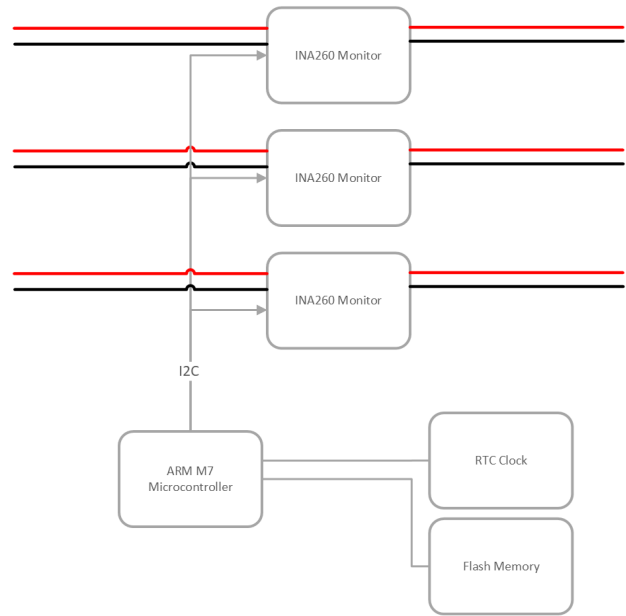 INA260 Monitor
INA260 Monitor
INA260 Monitor
I2C
ARM M7
Microcontroller
RTC Clock
Flash Memory